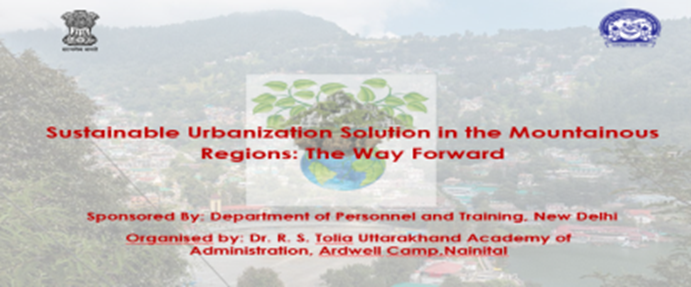 Sustainable Urbanization Solution in the Mountainous
Regions: The Way Forward
Sponsored By: Department of Personnel and Training, New Delhi
Organised by: Dr. R. S. Tolia Uttarakhand Academy of
Administration, Ardwell Camp,Nainital